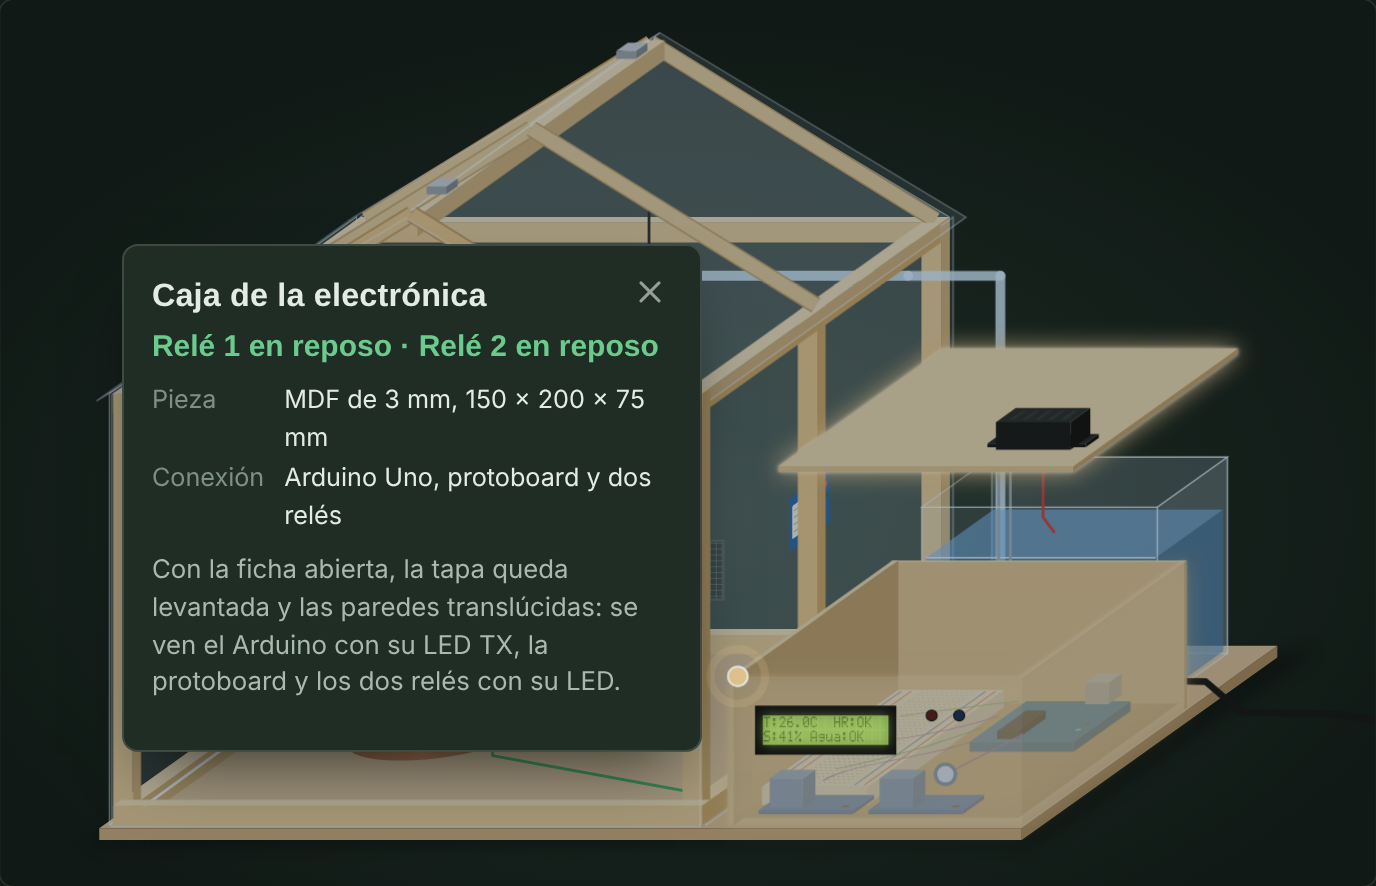 Caja de la electrónica
Relé 1 en reposo · Relé 2 en reposo
Pieza MDF de 3 mm, 150 × 200 × 75
mm
Conexión Arduino Uno, protoboard y dos
relés
Con la ficha abierta, la tapa queda
levantada y las paredes translúcidas: se
ven el Arduino con su LED TX, la
protoboard y los dos relés con su LED.
T:26.0C HR:OK
S:41% Agua:OK